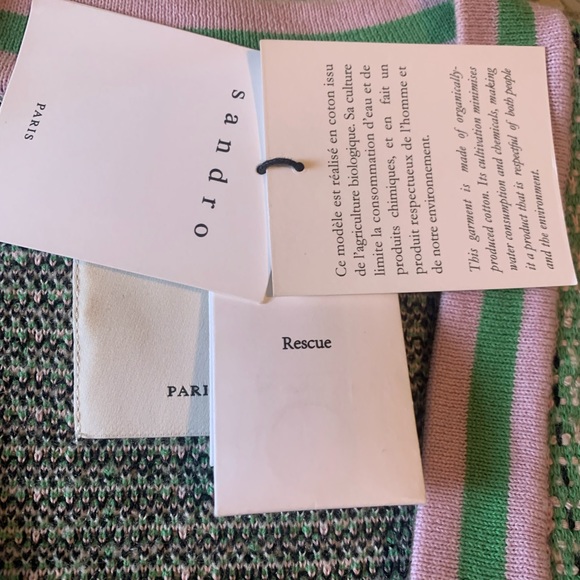 sandro
PARIS
Ce modèle est réalisé en coton issu
de l'agriculture biologique. Sa culture
limite la consommation d'eau et de
produits chimiques, et en fait un
produit respectueux de l'homme et
de notre environnement.
This garment is made of organically-
produced cotton. Its cultivation minimises
water consumption and chemicals, making
it a product that is respectful of both people
and the environment.
Rescue
PARI